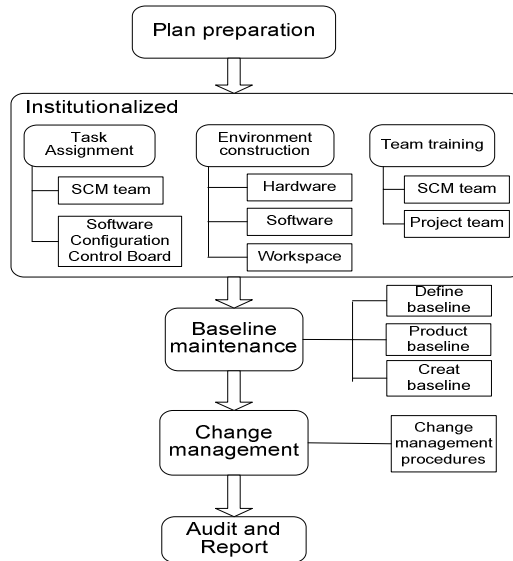 Plan preparation
Institutionalized
Task
Assignment
SCM team
Software
Configuration
Control Board
Environment
construction
Hardware
Software
Workspace
Team training
SCM team
Project team
Baseline
maintenance
Define
baseline
Product
baseline
Creat
baseline
Change
management
Change
management
procedures
Audit and
Report